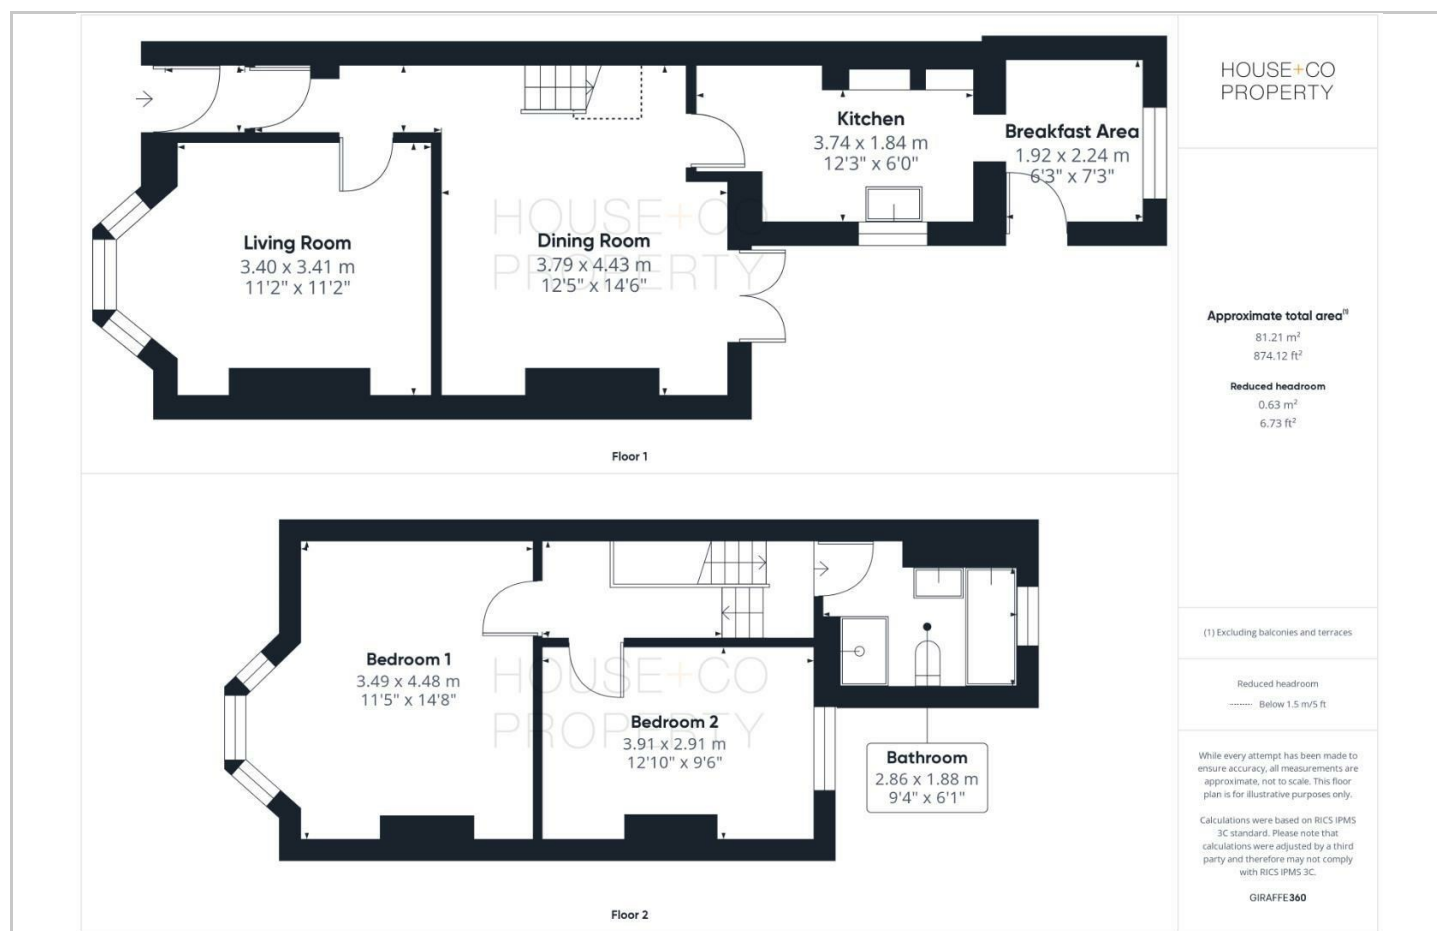 Kitchen
3.74 x 1.84 m
12'3" x 6'0"
Breakfast Area
1.92 x 2.24 m
6'3" x 7'3"
Living Room
3.40 x 3.41 m
11'2" x 11'2"
HOUSE+CO
PROPERTY
Dining Room
3.79 x 4.43 m
12'5" x 14'6"
Floor 1
Bedroom 1
3.49 x 4.48 m
11'5" x 14'8"
HOUSE+CO
PROPERTY
Bedroom 2
3.91 x 2.91 m
12'10" x 9'6"
Bathroom
2.86 x 1.88 m
9'4" x 6'1"
Floor 2
HOUSE+CO
PROPERTY
Approximate total area(1)
81.21 m²
874.12 ft²
Reduced headroom
0.63 m²
6.73 ft²
(1) Excluding balconies and terraces
Reduced headroom
Below 1.5 m/5 ft
While every attempt has been made to
ensure accuracy, all measurements are
approximate, not to scale. This floor
plan is for illustrative purposes only.
Calculations were based on RICS IPMS
3C standard. Please note that
calculations were adjusted by a third
party and therefore may not comply
with RICS IPMS 3C.
GIRAFFE360